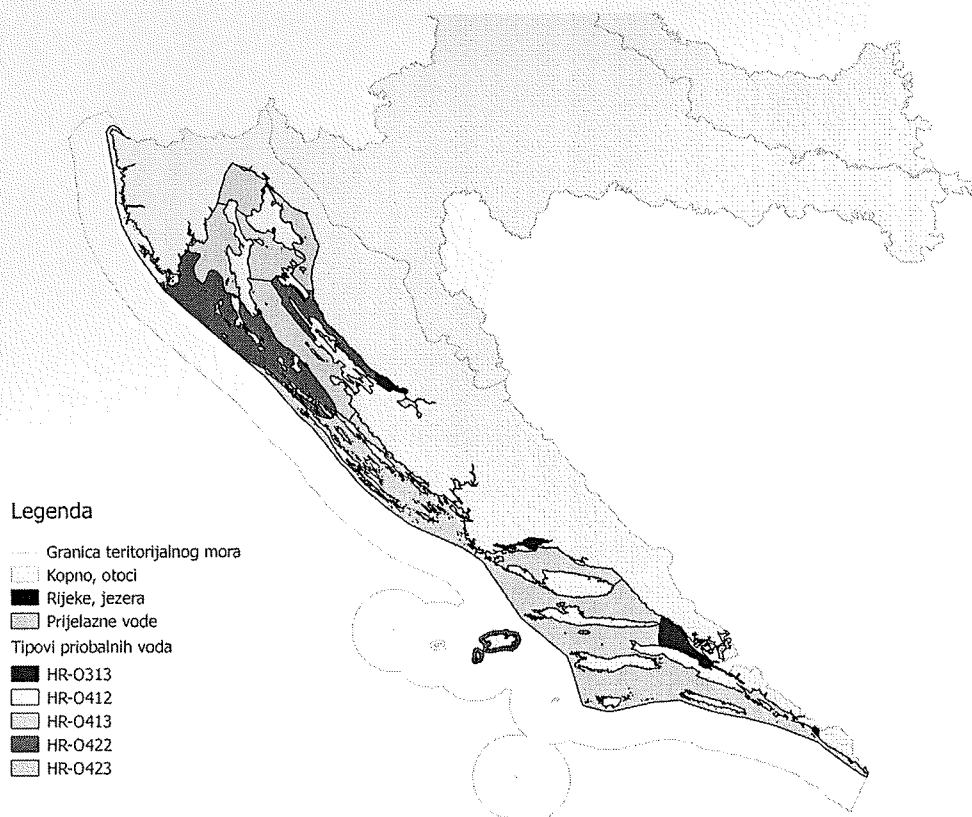 Legenda
Granica teritorijalnog mora
Kopno, otoci
Rijeke, jezera
Prijelazne vode
Tipovi priobalnih voda
HR-O313
HR-O412
HR-O413
HR-O422
HR-O423